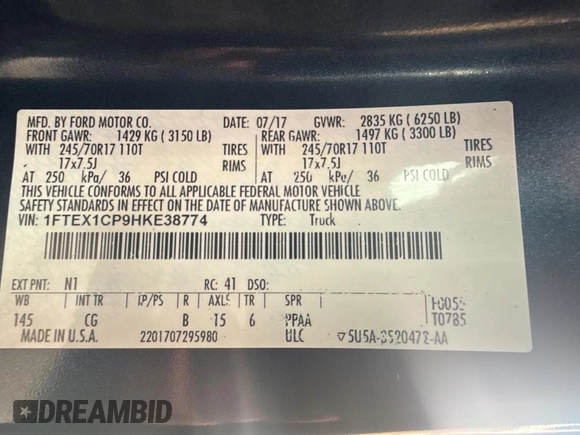 MFD. BY FORD MOTOR CO. DATE: 07/17 GVWR: 2835 KG ( 6250 LB)
FRONT GAWR: 1429 KG ( 3150 LB) REAR GAWR: 1497 KG ( 3300 LB)
WITH 245/70R17 110T TIRES WITH 245/70R17 110T TIRES
17x7.5J RIMS 17x7.5J RIMS
AT 250 kPa/ 36 PSI COLD AT 250 kPa/ 36 PSI COLD
THIS VEHICLE CONFORMS TO ALL APPLICABLE FEDERAL MOTOR VEHICLE
SAFETY STANDARDS IN EFFECT ON THE DATE OF MANUFACTURE SHOWN ABOVE.
VIN: 1FTEX1CP9HKE38774 TYPE: Truck
EXT PNT: N1 RC: 41 DSO:
WB INT TR TP/PS R AXLE TR SPR
145 CG B 15 6 PPAA T0785
MADE IN U.S.A. 2201707295980 ULC
DREAMBID